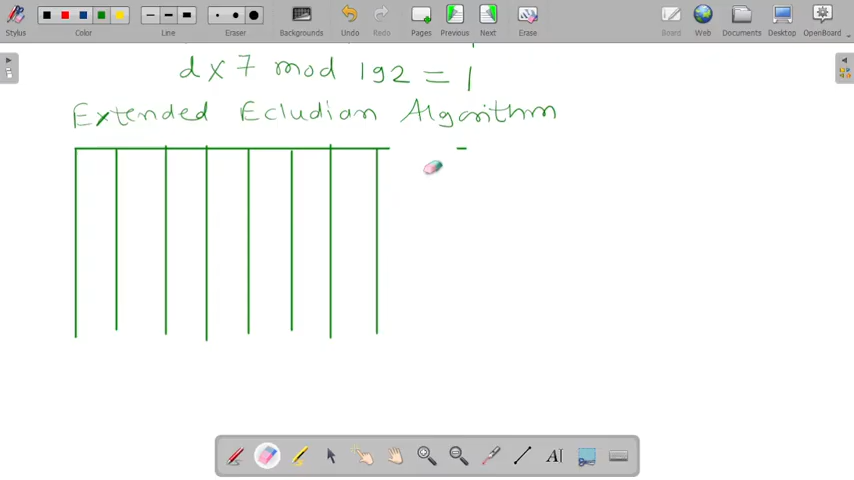 Stylus Color Line Eraser Backgrounds Undo Redo Pages Previous Next Erase Board Web Documents Desktop OpenBoard
d x 7 mod 192 = 1
Extended Ecludian Algorithm